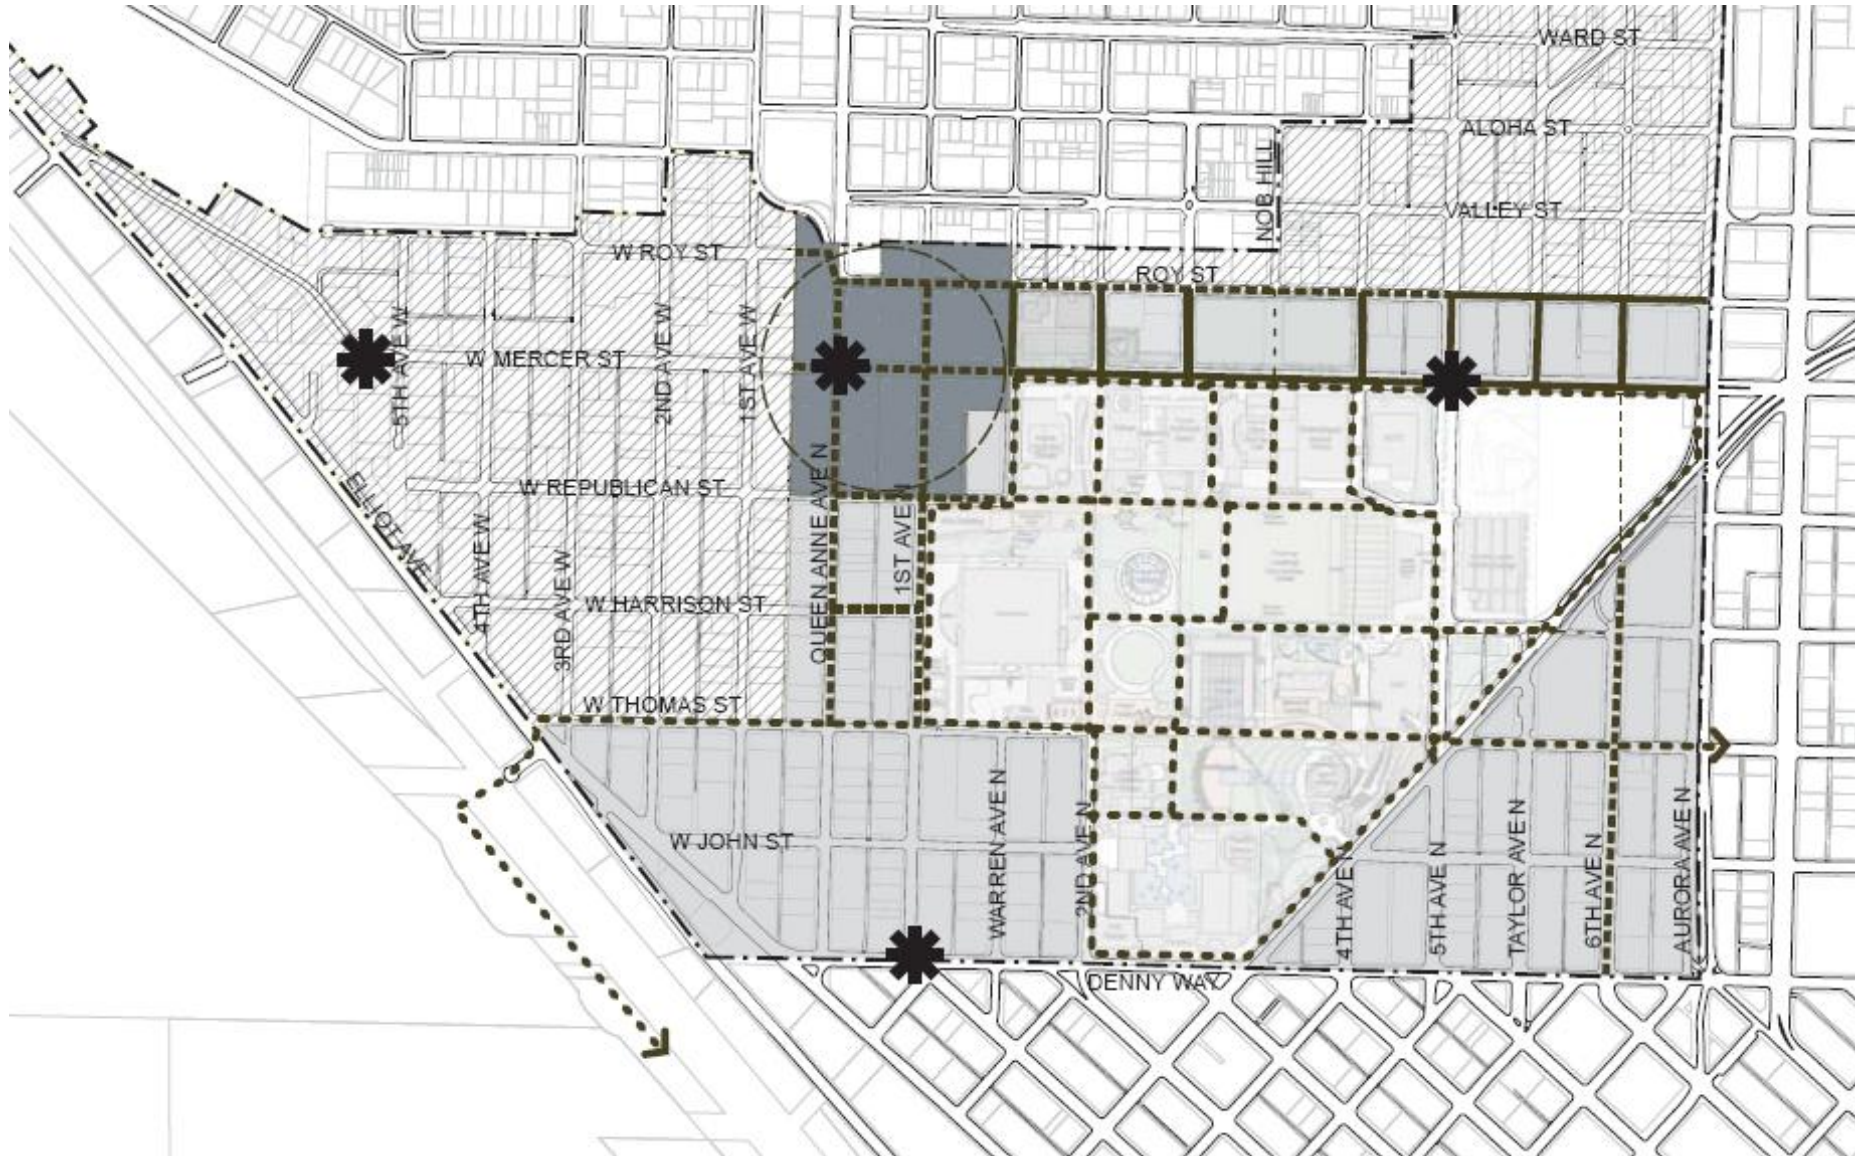 WARD ST
ALOHA ST
NOB HILL
VALLEY ST
W ROY ST
ROY ST
5TH AVE W
W MERCER ST
2ND AVE W
1ST AVE W
ELLIOT AVE
W REPUBLICAN ST
QUEEN ANNE AVE N
1ST AVE N
4TH AVE W
3RD AVE W
W HARRISON ST
W THOMAS ST
W JOHN ST
WARREN AVE N
2ND AVE N
4TH AVE N
5TH AVE N
TAYLOR AVE N
6TH AVE N
AURORA AVE N
DENNY WAY